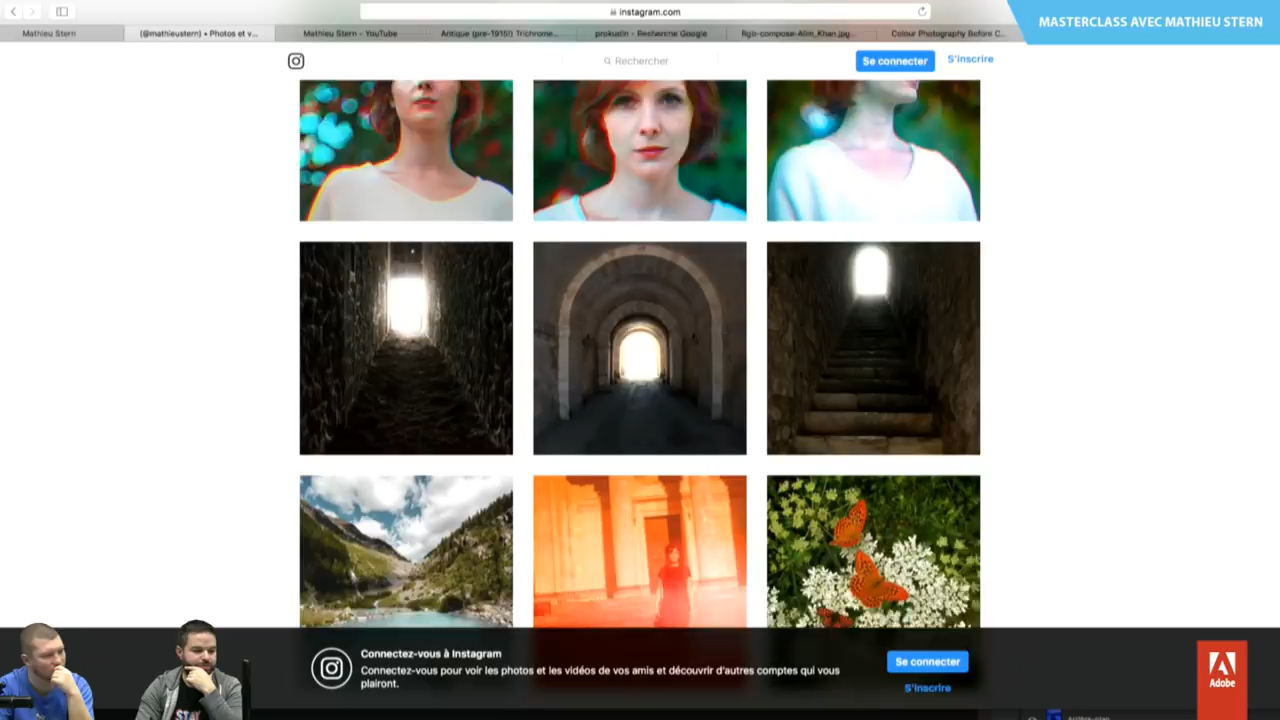 instagram.com
MASTERCLASS AVEC MATHIEU STERN
Mathieu Stern
(@mathieustern) • Photos et v...
Mathieu Stern - YouTube
Antique (pre-1915!) Trichrome...
prokudin - Recherche Google
Rgb-compose-Alim_Khan.jpg...
Colour Photography Before C...
Rechercher
Se connecter
S'inscrire
Connectez-vous à Instagram
Connectez-vous pour voir les photos et les vidéos de vos amis et découvrir d'autres comptes qui vous
plairont.
Se connecter
S'inscrire
Adobe
Arrière-plan